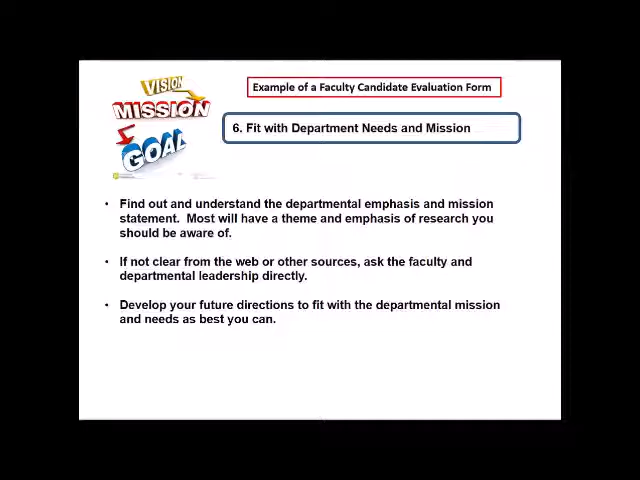 VISION
MISSION
GOAL
Example of a Faculty Candidate Evaluation Form
6. Fit with Department Needs and Mission
• Find out and understand the departmental emphasis and mission
statement. Most will have a theme and emphasis of research you
should be aware of.
• If not clear from the web or other sources, ask the faculty and
departmental leadership directly.
• Develop your future directions to fit with the departmental mission
and needs as best you can.